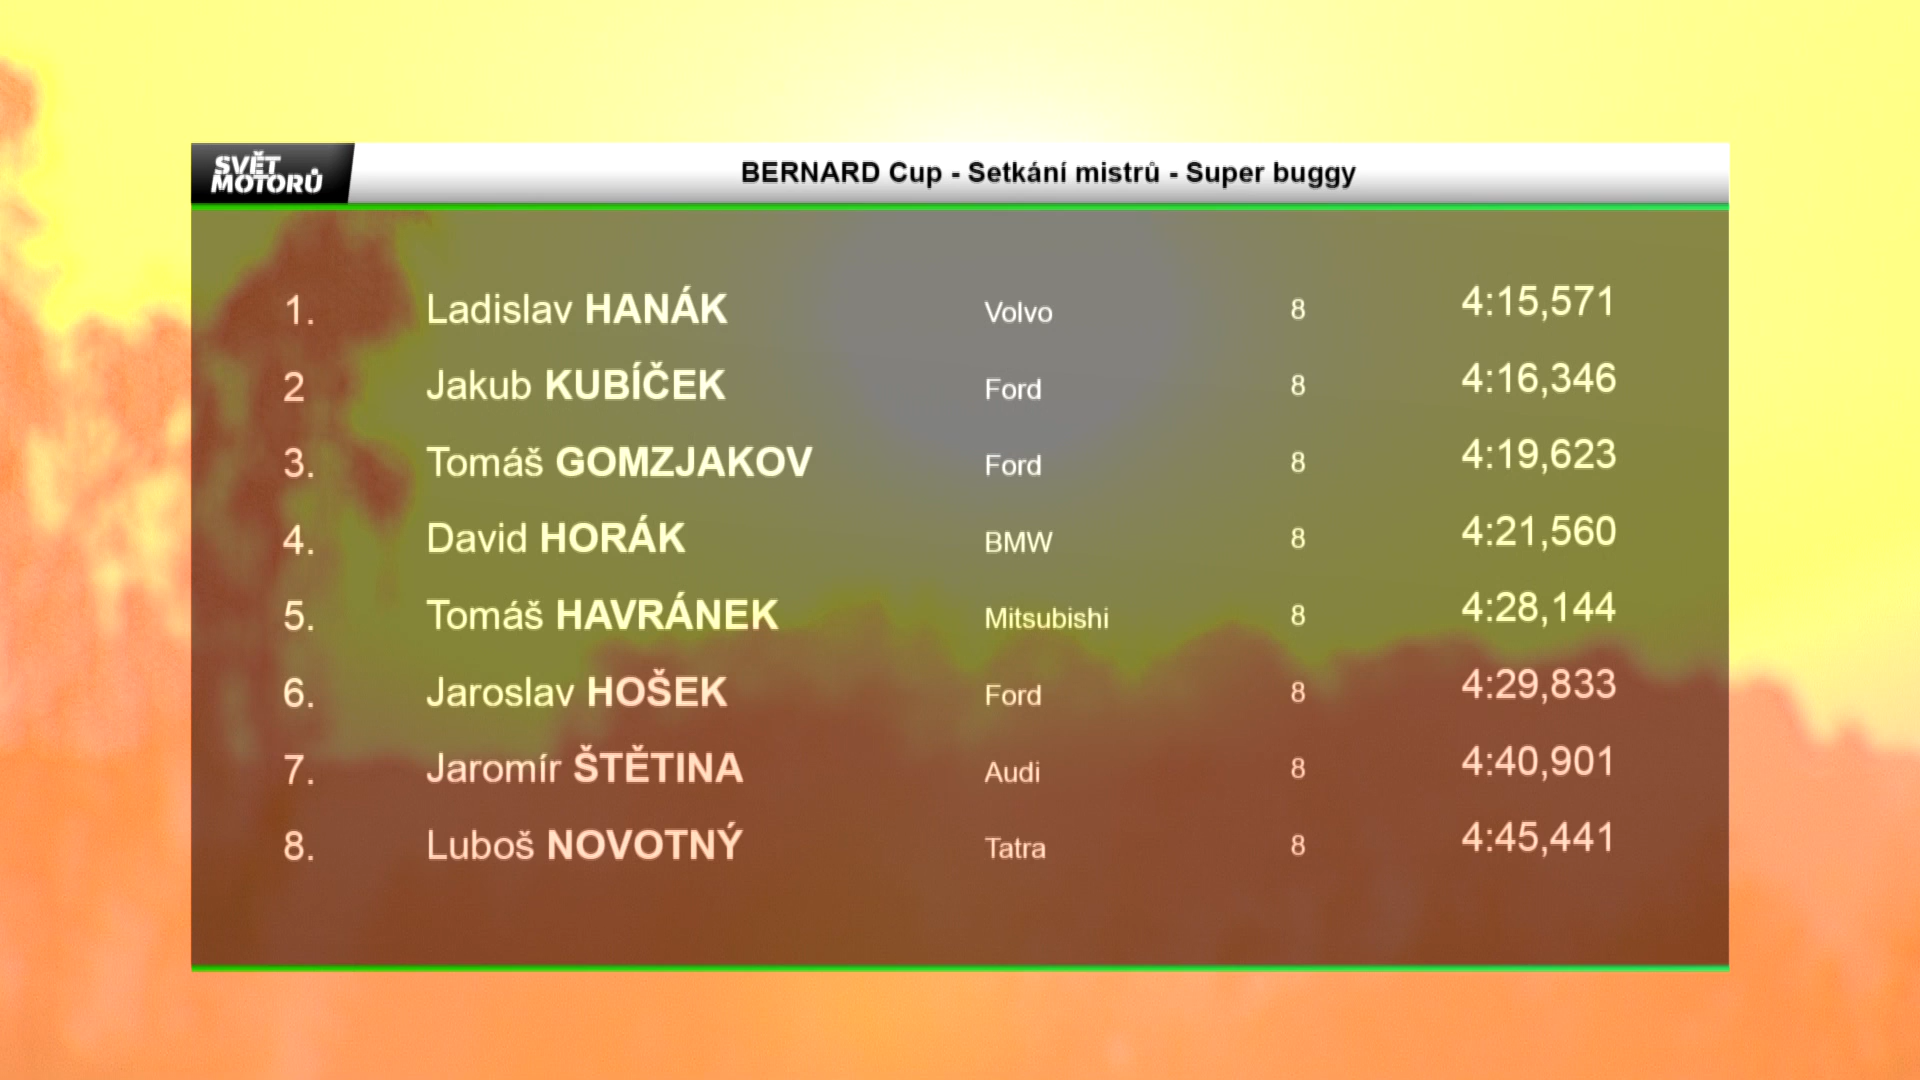 SVĚT
MOTORŮ
BERNARD Cup - Setkání mistrů - Super buggy
1. Ladislav HANÁK Volvo 8 4:15,571
2 Jakub KUBÍČEK Ford 8 4:16,346
3. Tomáš GOMZJAKOV Ford 8 4:19,623
4. David HORÁK BMW 8 4:21,560
5. Tomáš HAVRÁNEK Mitsubishi 8 4:28,144
6. Jaroslav HOŠEK Ford 8 4:29,833
7. Jaromír ŠTĚTINA Audi 8 4:40,901
8. Luboš NOVOTNÝ Tatra 8 4:45,441